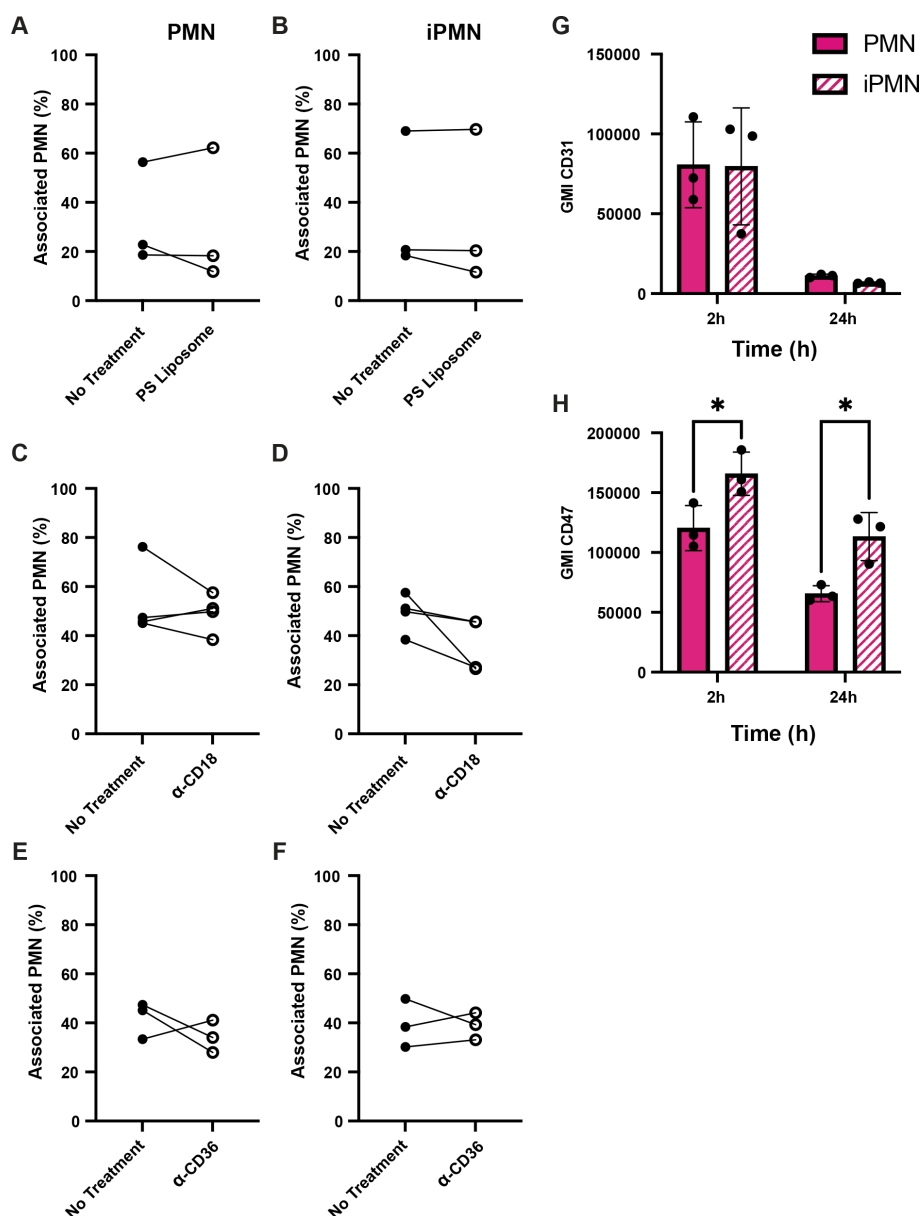 A
PMN
Associated PMN (%)
100
80
60
40
20
0
No Treatment
PS Liposome
B
iPMN
Associated PMN (%)
100
80
60
40
20
0
No Treatment
PS Liposome
C
Associated PMN (%)
100
80
60
40
20
0
No Treatment
α-CD18
D
Associated PMN (%)
100
80
60
40
20
0
No Treatment
α-CD18
E
Associated PMN (%)
100
80
60
40
20
0
No Treatment
α-CD36
F
Associated PMN (%)
100
80
60
40
20
0
No Treatment
α-CD36
G
PMN
iPMN
GMI CD31
150000
100000
50000
0
2h
24h
Time (h)
H
*
*
GMI CD47
200000
150000
100000
50000
0
2h
24h
Time (h)